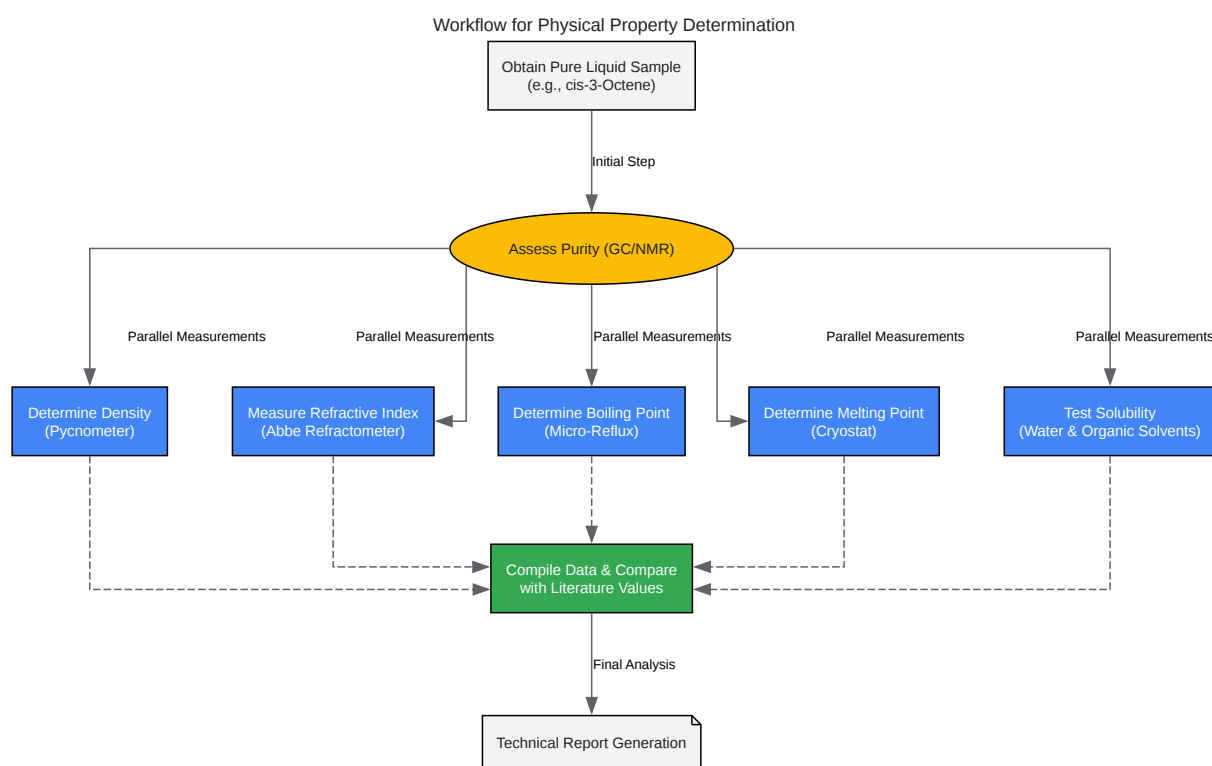 Workflow for Physical Property Determination
Obtain Pure Liquid Sample
(e.g., cis-3-Octene)
Initial Step
Assess Purity (GC/NMR)
Parallel Measurements
Parallel Measurements
Parallel Measurements
Parallel Measurements
Parallel Measurements
Determine Density
(Pycnometer)
Measure Refractive Index
(Abbe Refractometer)
Determine Boiling Point
(Micro-Reflux)
Determine Melting Point
(Cryostat)
Test Solubility
(Water & Organic Solvents)
Compile Data & Compare
with Literature Values
Final Analysis
Technical Report Generation